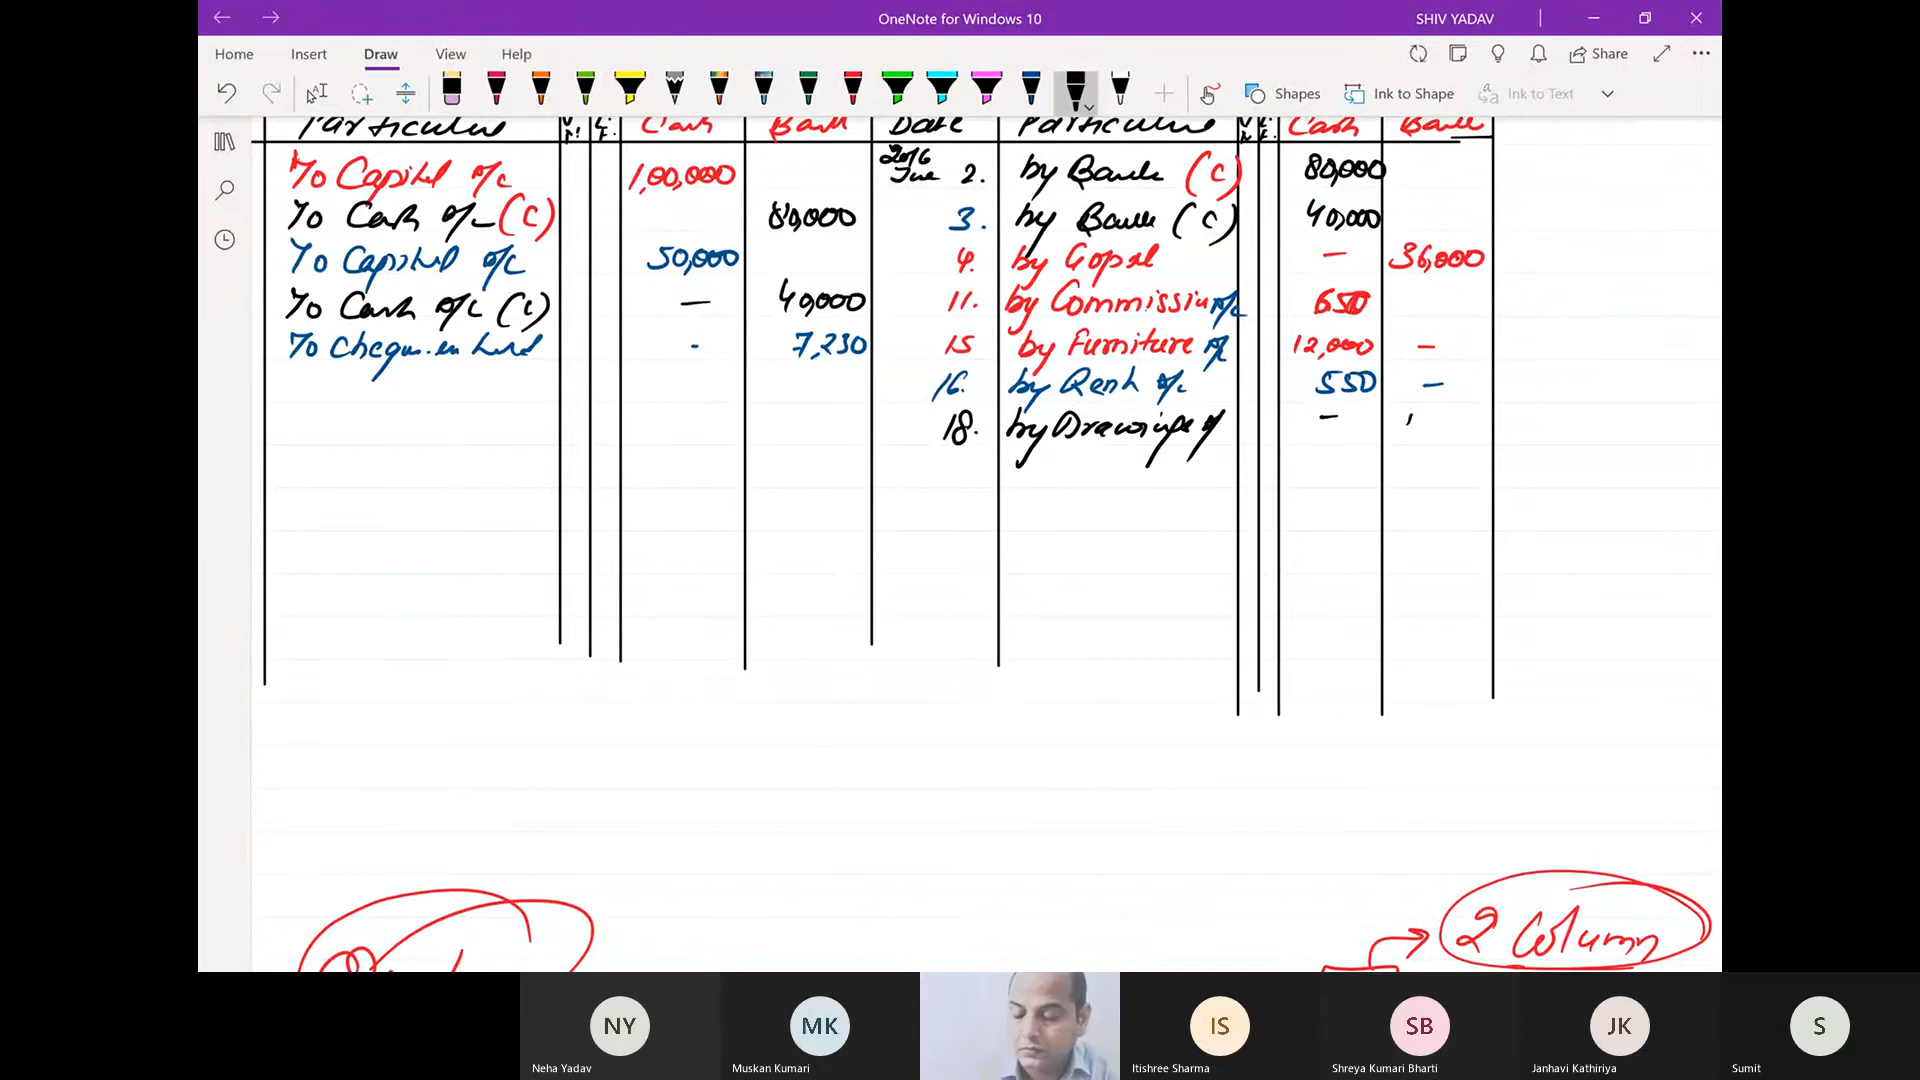 OneNote for Windows 10
SHIV YADAV
Home Insert Draw View Help
Share
Shapes
Ink to Shape
Ink to Text
Particulars Cash Bank Date Particulars Cash Bank
To Capital a/c 1,00,000 2016 June 2. by Bank (C) 80,000
To Cash a/c (C) 80,000 3. by Bank (C) 40,000
To Capital a/c 50,000 4. by Gopal — 36,000
To Cash a/c (C) — 40,000 11. by Commission a/c 650
To Cheque in hand - 7,230 15 by Furniture a/c 12,000 —
16. by Rent a/c 550 —
18. by Drawings —
2 Column
NY MK IS SB JK S
Neha Yadav Muskan Kumari Itishree Sharma Shreya Kumari Bharti Janhavi Kathiriya Sumit